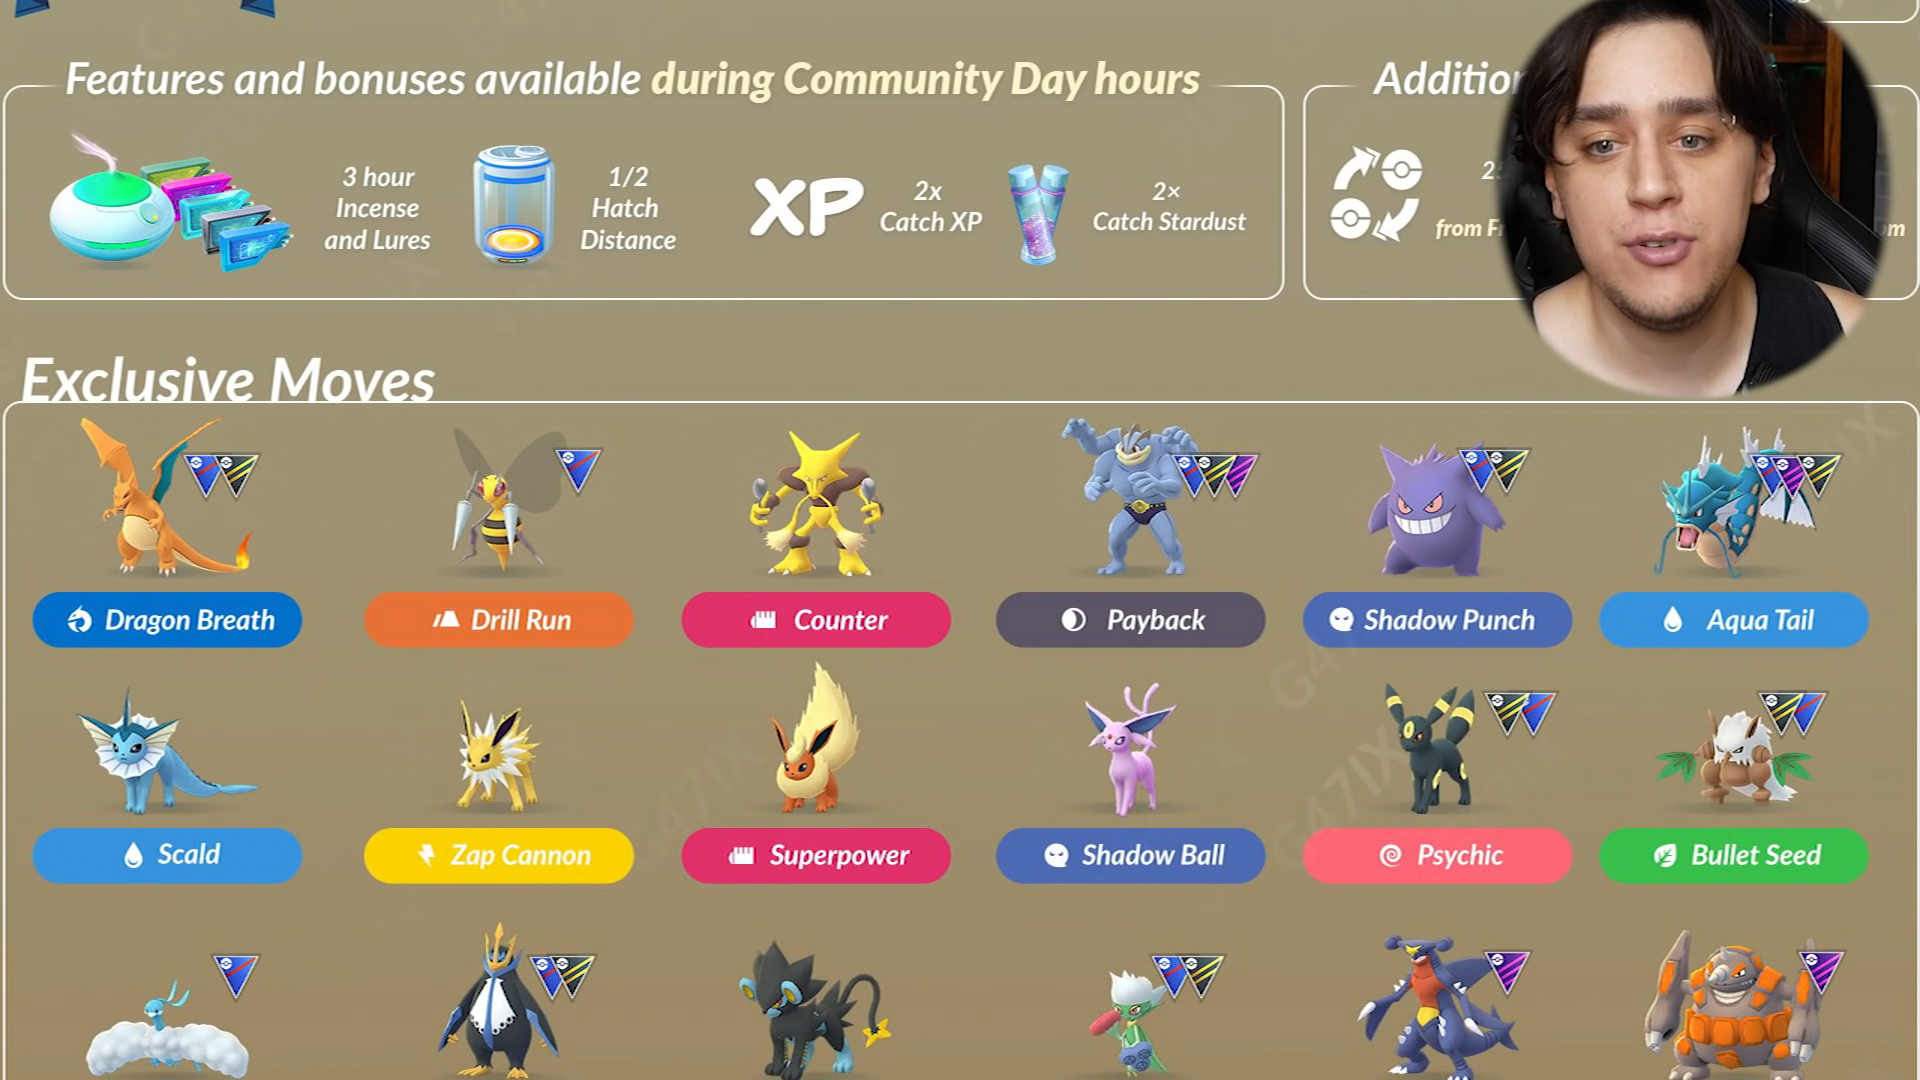 Features and bonuses available during Community Day hours
3 hour
Incense
and Lures
1/2
Hatch
Distance
XP
2x
Catch XP
2×
Catch Stardust
from
Exclusive Moves
Dragon Breath
Drill Run
Counter
Payback
Shadow Punch
Aqua Tail
Scald
Zap Cannon
Superpower
Shadow Ball
Psychic
Bullet Seed
G47IX